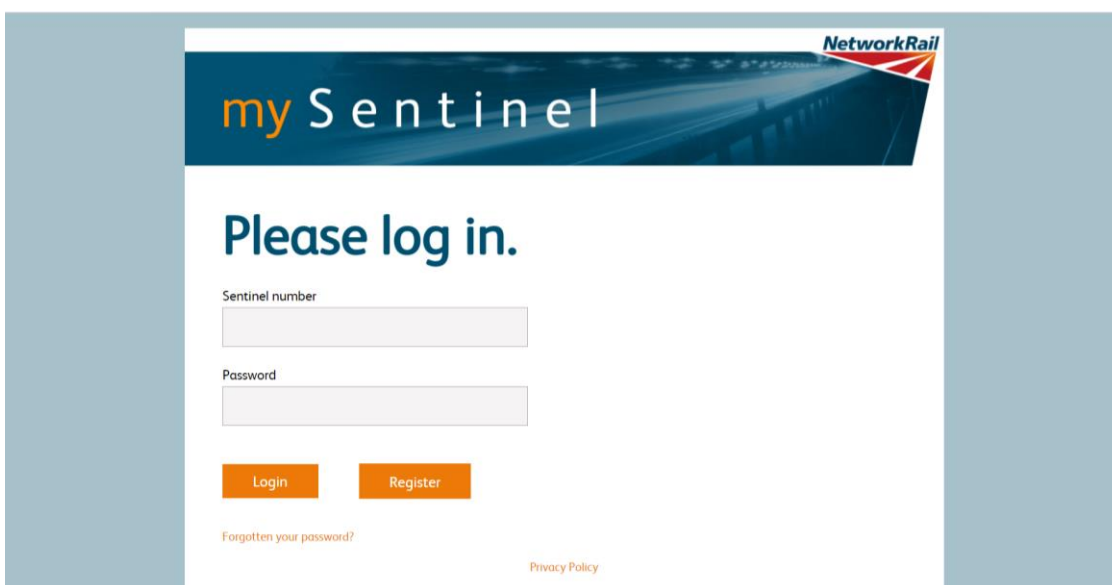 NetworkRail
my Sentinel
Please log in.
Sentinel number
Password
Login Register
Forgotten your password?
Privacy Policy